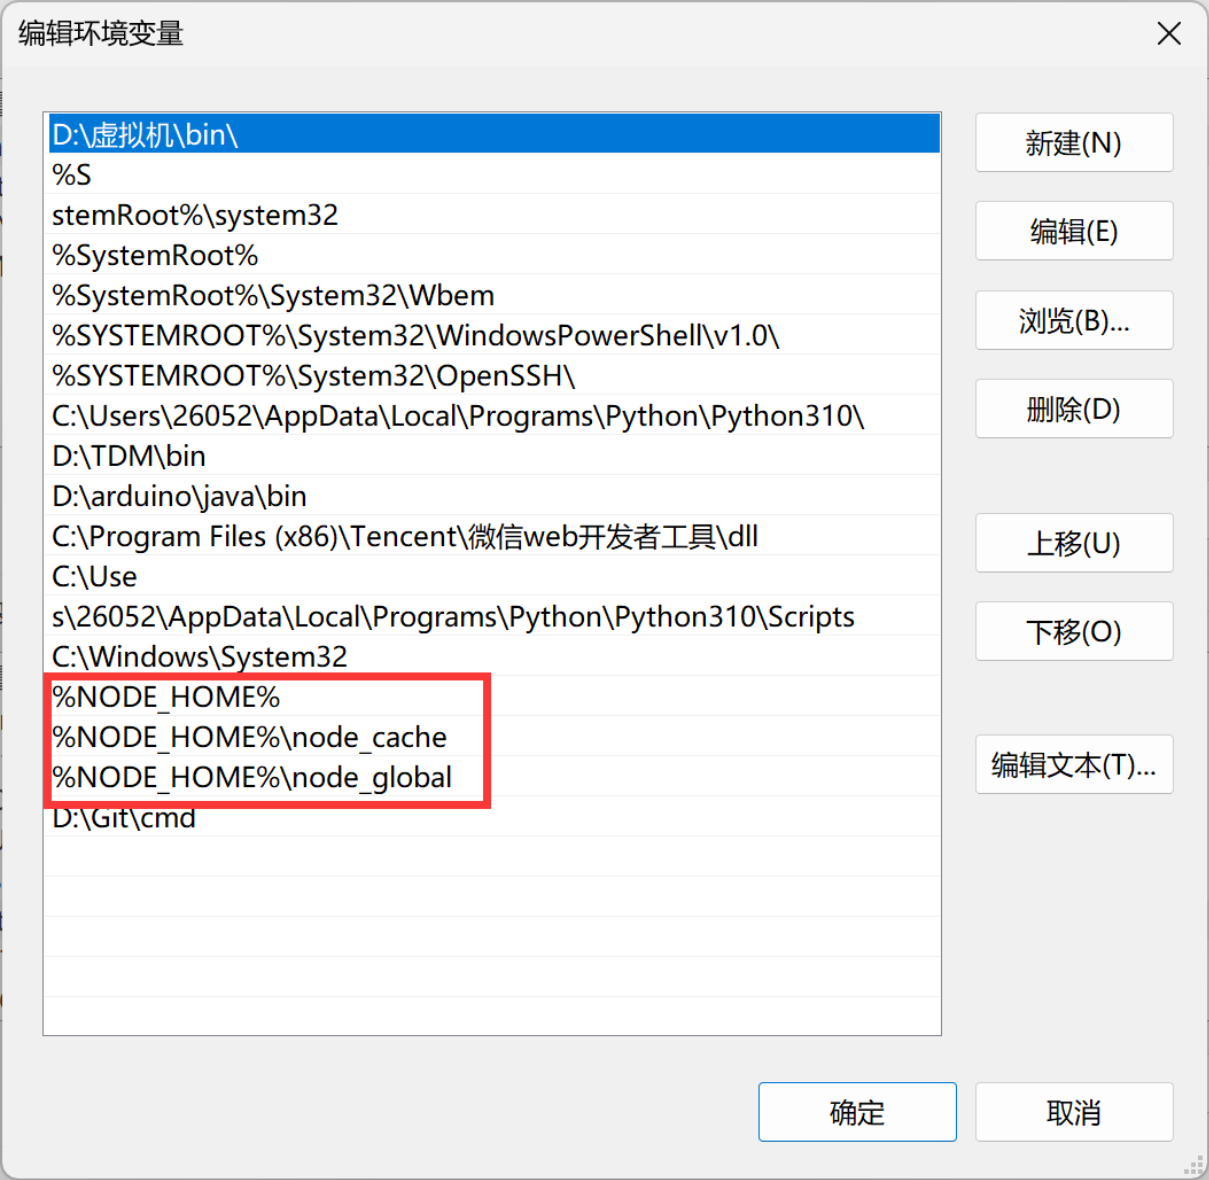 编辑环境变量
D:\虚拟机\bin\
%S
stemRoot%\system32
%SystemRoot%
%SystemRoot%\System32\Wbem
%SYSTEMROOT%\System32\WindowsPowerShell\v1.0\
%SYSTEMROOT%\System32\OpenSSH\
C:\Users\26052\AppData\Local\Programs\Python\Python310\
D:\TDM\bin
D:\arduino\java\bin
C:\Program Files (x86)\Tencent\微信web开发者工具\dll
C:\Use
s\26052\AppData\Local\Programs\Python\Python310\Scripts
C:\Windows\System32
%NODE_HOME%
%NODE_HOME%\node_cache
%NODE_HOME%\node_global
D:\Git\cmd
新建(N)
编辑(E)
浏览(B)...
删除(D)
上移(U)
下移(O)
编辑文本(T)...
确定
取消